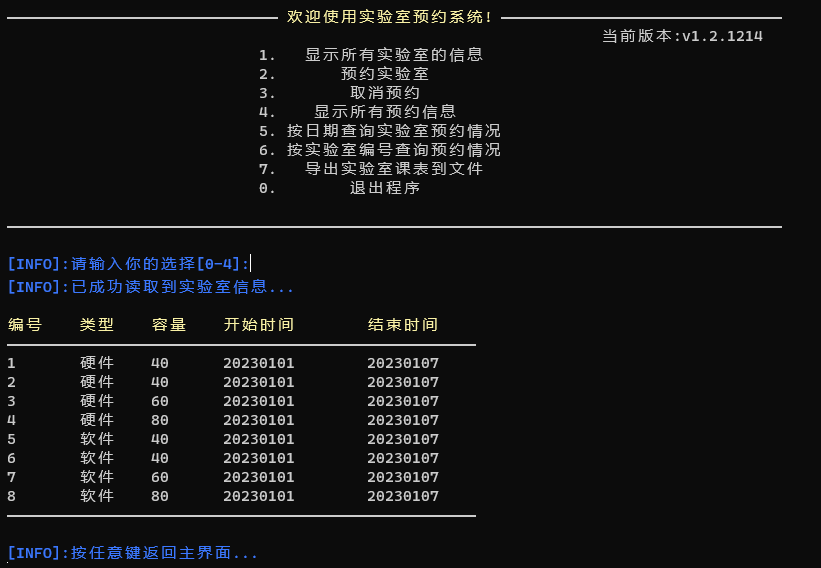 欢迎使用实验室预约系统!
当前版本:v1.2.1214
1. 显示所有实验室的信息
2. 预约实验室
3. 取消预约
4. 显示所有预约信息
5. 按日期查询实验室预约情况
6. 按实验室编号查询预约情况
7. 导出实验室课表到文件
0. 退出程序
[INFO]:请输入你的选择[0-4]:
[INFO]:已成功读取到实验室信息...
编号 类型 容量 开始时间 结束时间
1 硬件 40 20230101 20230107
2 硬件 40 20230101 20230107
3 硬件 60 20230101 20230107
4 硬件 80 20230101 20230107
5 软件 40 20230101 20230107
6 软件 40 20230101 20230107
7 软件 60 20230101 20230107
8 软件 80 20230101 20230107
[INFO]:按任意键返回主界面...